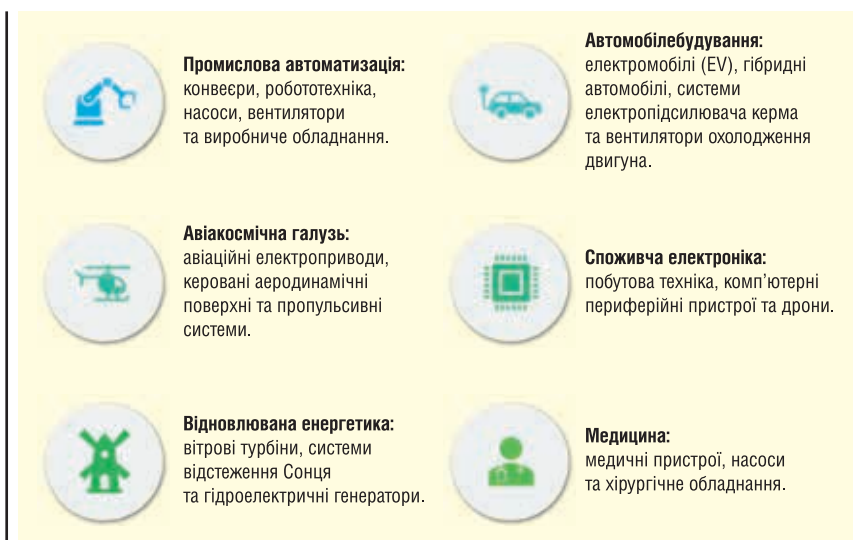 Промислова автоматизація:
конвеєри, робототехніка,
насоси, вентилятори
та виробниче обладнання.
Автомобілебудування:
електромобілі (EV), гібридні
автомобілі, системи
електропідсилювача керма
та вентилятори охолодження
двигуна.
Авіакосмічна галузь:
авіаційні електроприводи,
керовані аеродинамічні
поверхні та пропульсивні
системи.
Споживча електроніка:
побутова техніка, комп’ютерні
периферійні пристрої та дрони.
Відновлювана енергетика:
вітрові турбіни, системи
відстеження Сонця
та гідроелектричні генератори.
Медицина:
медичні пристрої, насоси
та хірургічне обладнання.